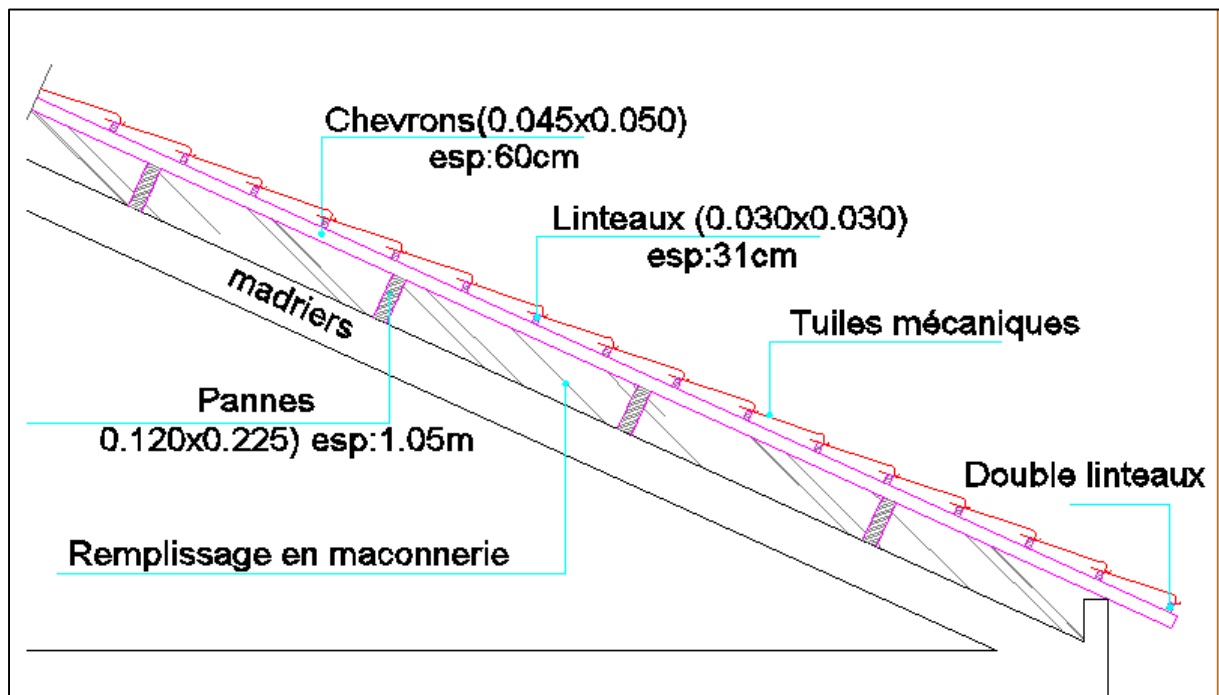 Chevrons(0.045x0.050)
esp:60cm
Linteaux (0.030x0.030)
esp:31cm
madriers
Tuiles mécaniques
Pannes
0.120x0.225) esp:1.05m
Double linteaux
Remplissage en maconnerie